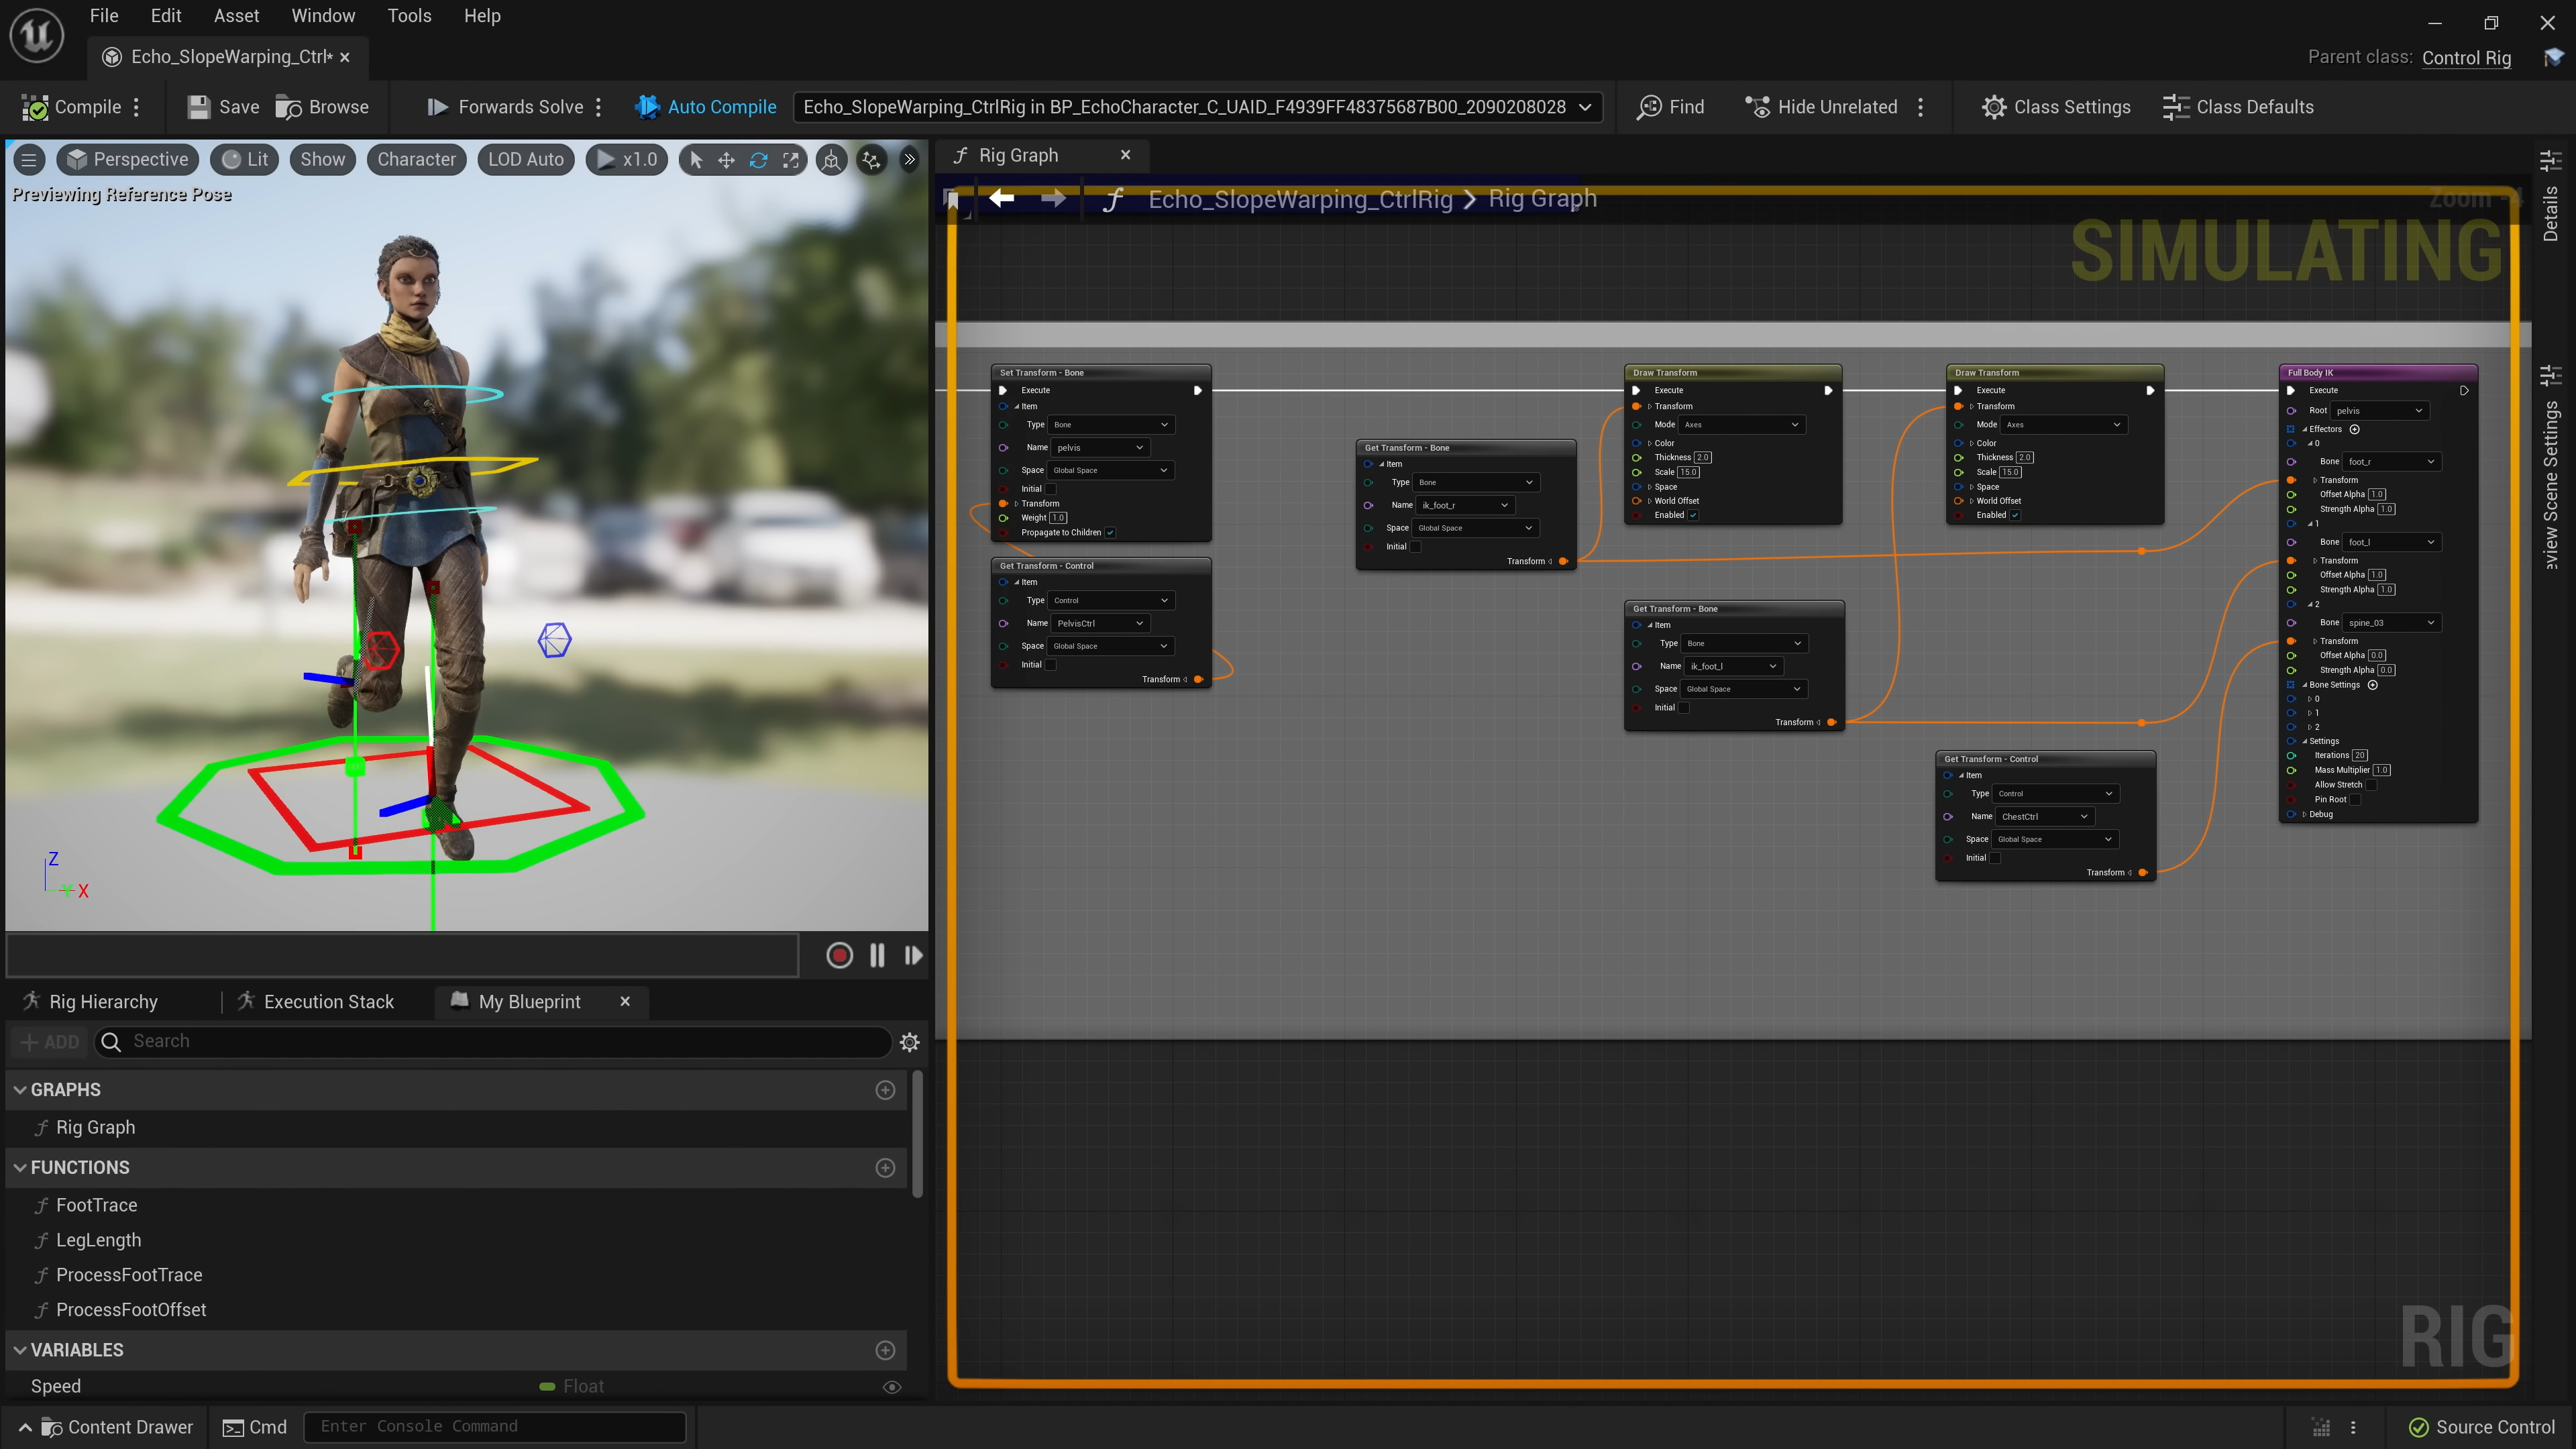 File Edit Asset Window Tools Help
Echo_SlopeWarping_Ctrl*
Parent class: Control Rig
Compile Save Browse Forwards Solve Auto Compile Echo_SlopeWarping_CtrlRig in BP_EchoCharacter_C_UAID_F4939FF48375687B00_2090208028 Find Hide Unrelated Class Settings Class Defaults
Perspective Lit Show Character LOD Auto x1.0
Previewing Reference Pose
Z
Y X
Rig Graph
Echo_SlopeWarping_CtrlRig > Rig Graph
Zoom -4
SIMULATING
Set Transform - Bone
Execute
Item
Type Bone
Name pelvis
Space Global Space
Initial
Transform
Weight 1.0
Propagate to Children
Get Transform - Control
Item
Type Control
Name PelvisCtrl
Space Global Space
Initial
Transform
Get Transform - Bone
Item
Type Bone
Name ik_foot_r
Space Global Space
Initial
Transform
Draw Transform
Execute
Transform
Mode Axes
Color
Thickness 2.0
Scale 15.0
Space
World Offset
Enabled
Get Transform - Bone
Item
Type Bone
Name ik_foot_l
Space Global Space
Initial
Transform
Draw Transform
Execute
Transform
Mode Axes
Color
Thickness 2.0
Scale 15.0
Space
World Offset
Enabled
Get Transform - Control
Item
Type Control
Name ChestCtrl
Space Global Space
Initial
Transform
Full Body IK
Execute
Root pelvis
Effectors
0
Bone foot_r
Transform
Offset Alpha 1.0
Strength Alpha 1.0
1
Bone foot_l
Transform
Offset Alpha 1.0
Strength Alpha 1.0
2
Bone spine_03
Transform
Offset Alpha 0.0
Strength Alpha 0.0
Bone Settings
0
1
2
Settings
Iterations 20
Mass Multiplier 1.0
Allow Stretch
Pin Root
Debug
RIG
Details
eview Scene Settings
Rig Hierarchy Execution Stack My Blueprint
ADD Search
GRAPHS
Rig Graph
FUNCTIONS
FootTrace
LegLength
ProcessFootTrace
ProcessFootOffset
VARIABLES
Speed Float
Content Drawer Cmd Enter Console Command Source Control